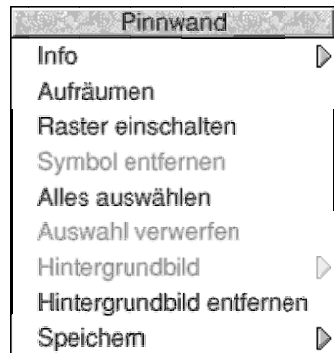 Pinnwand
Info
Aufräumen
Raster einschalten
Symbol entfernen
Alles auswählen
Auswahl verwerfen
Hintergrundbild
Hintergrundbild entfernen
Speichern